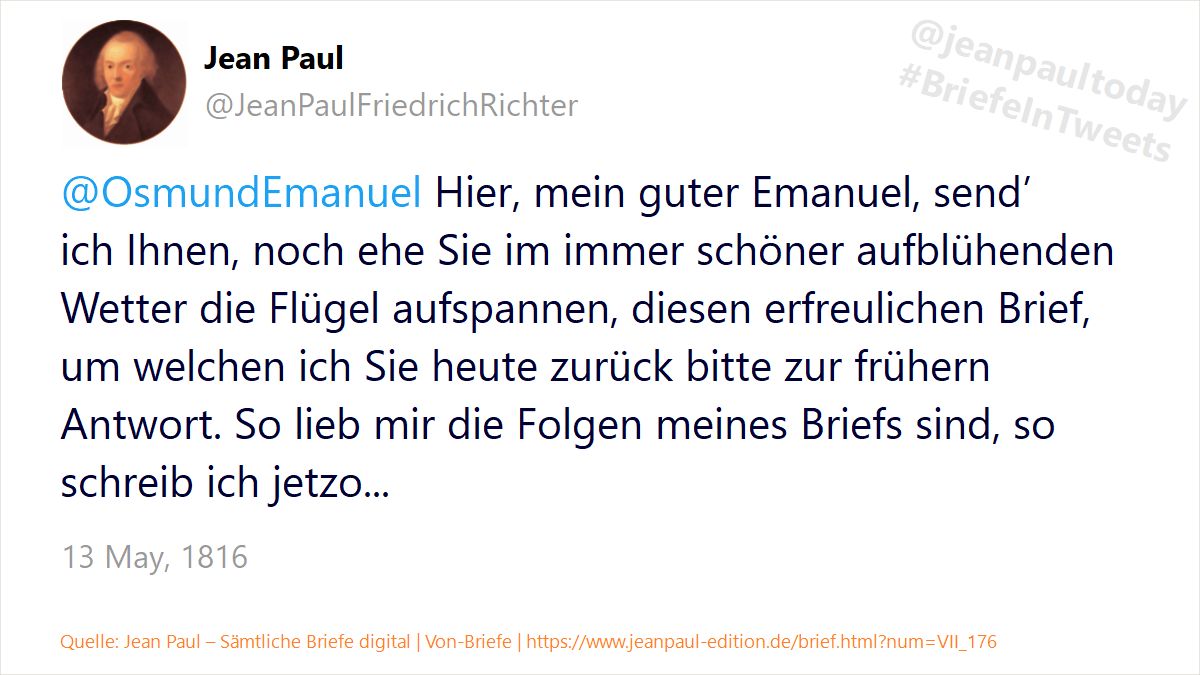 Jean Paul
@JeanPaulFriedrichRichter
@jeanpaultoday
#BriefeInTweets
@OsmundEmanuel Hier, mein guter Emanuel, send’
ich Ihnen, noch ehe Sie im immer schöner aufblühenden
Wetter die Flügel aufspannen, diesen erfreulichen Brief,
um welchen ich Sie heute zurück bitte zur frühern
Antwort. So lieb mir die Folgen meines Briefs sind, so
schreib ich jetzo...
13 May, 1816
Quelle: Jean Paul – Sämtliche Briefe digital | Von-Briefe | https://www.jeanpaul-edition.de/brief.html?num=VII_176